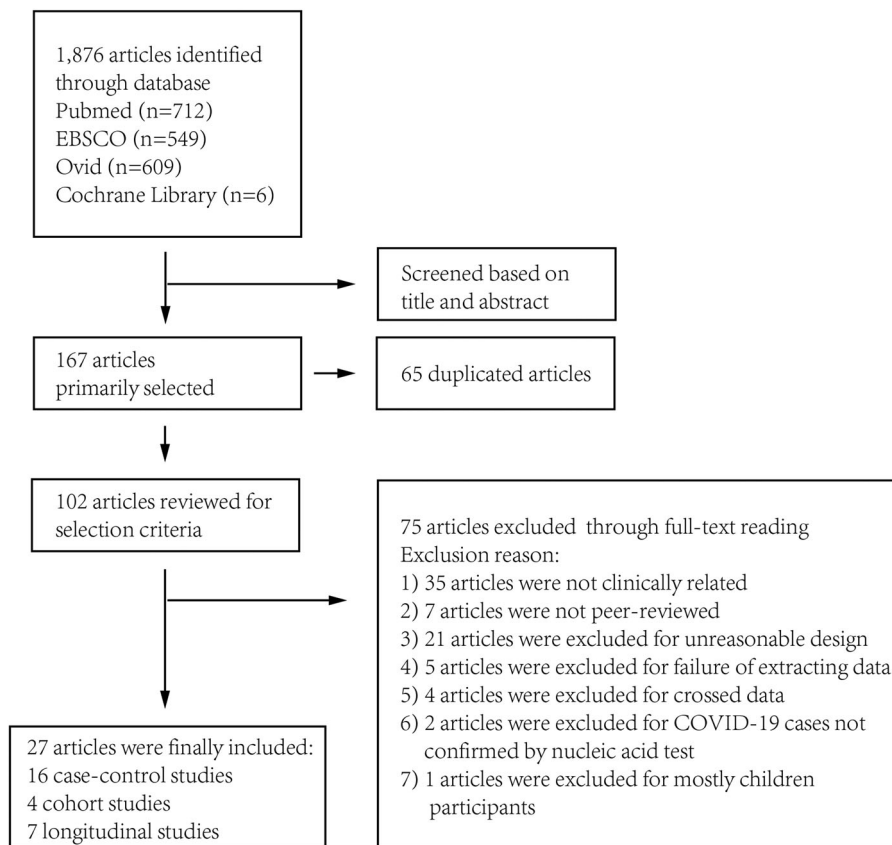 1,876 articles identified
through database
Pubmed (n=712)
EBSCO (n=549)
Ovid (n=609)
Cochrane Library (n=6)
Screened based on
title and abstract
167 articles
primarily selected
65 duplicated articles
102 articles reviewed for
selection criteria
75 articles excluded through full-text reading
Exclusion reason:
1) 35 articles were not clinically related
2) 7 articles were not peer-reviewed
3) 21 articles were excluded for unreasonable design
4) 5 articles were excluded for failure of extracting data
5) 4 articles were excluded for crossed data
6) 2 articles were excluded for COVID-19 cases not
confirmed by nucleic acid test
7) 1 articles were excluded for mostly children
participants
27 articles were finally included:
16 case-control studies
4 cohort studies
7 longitudinal studies